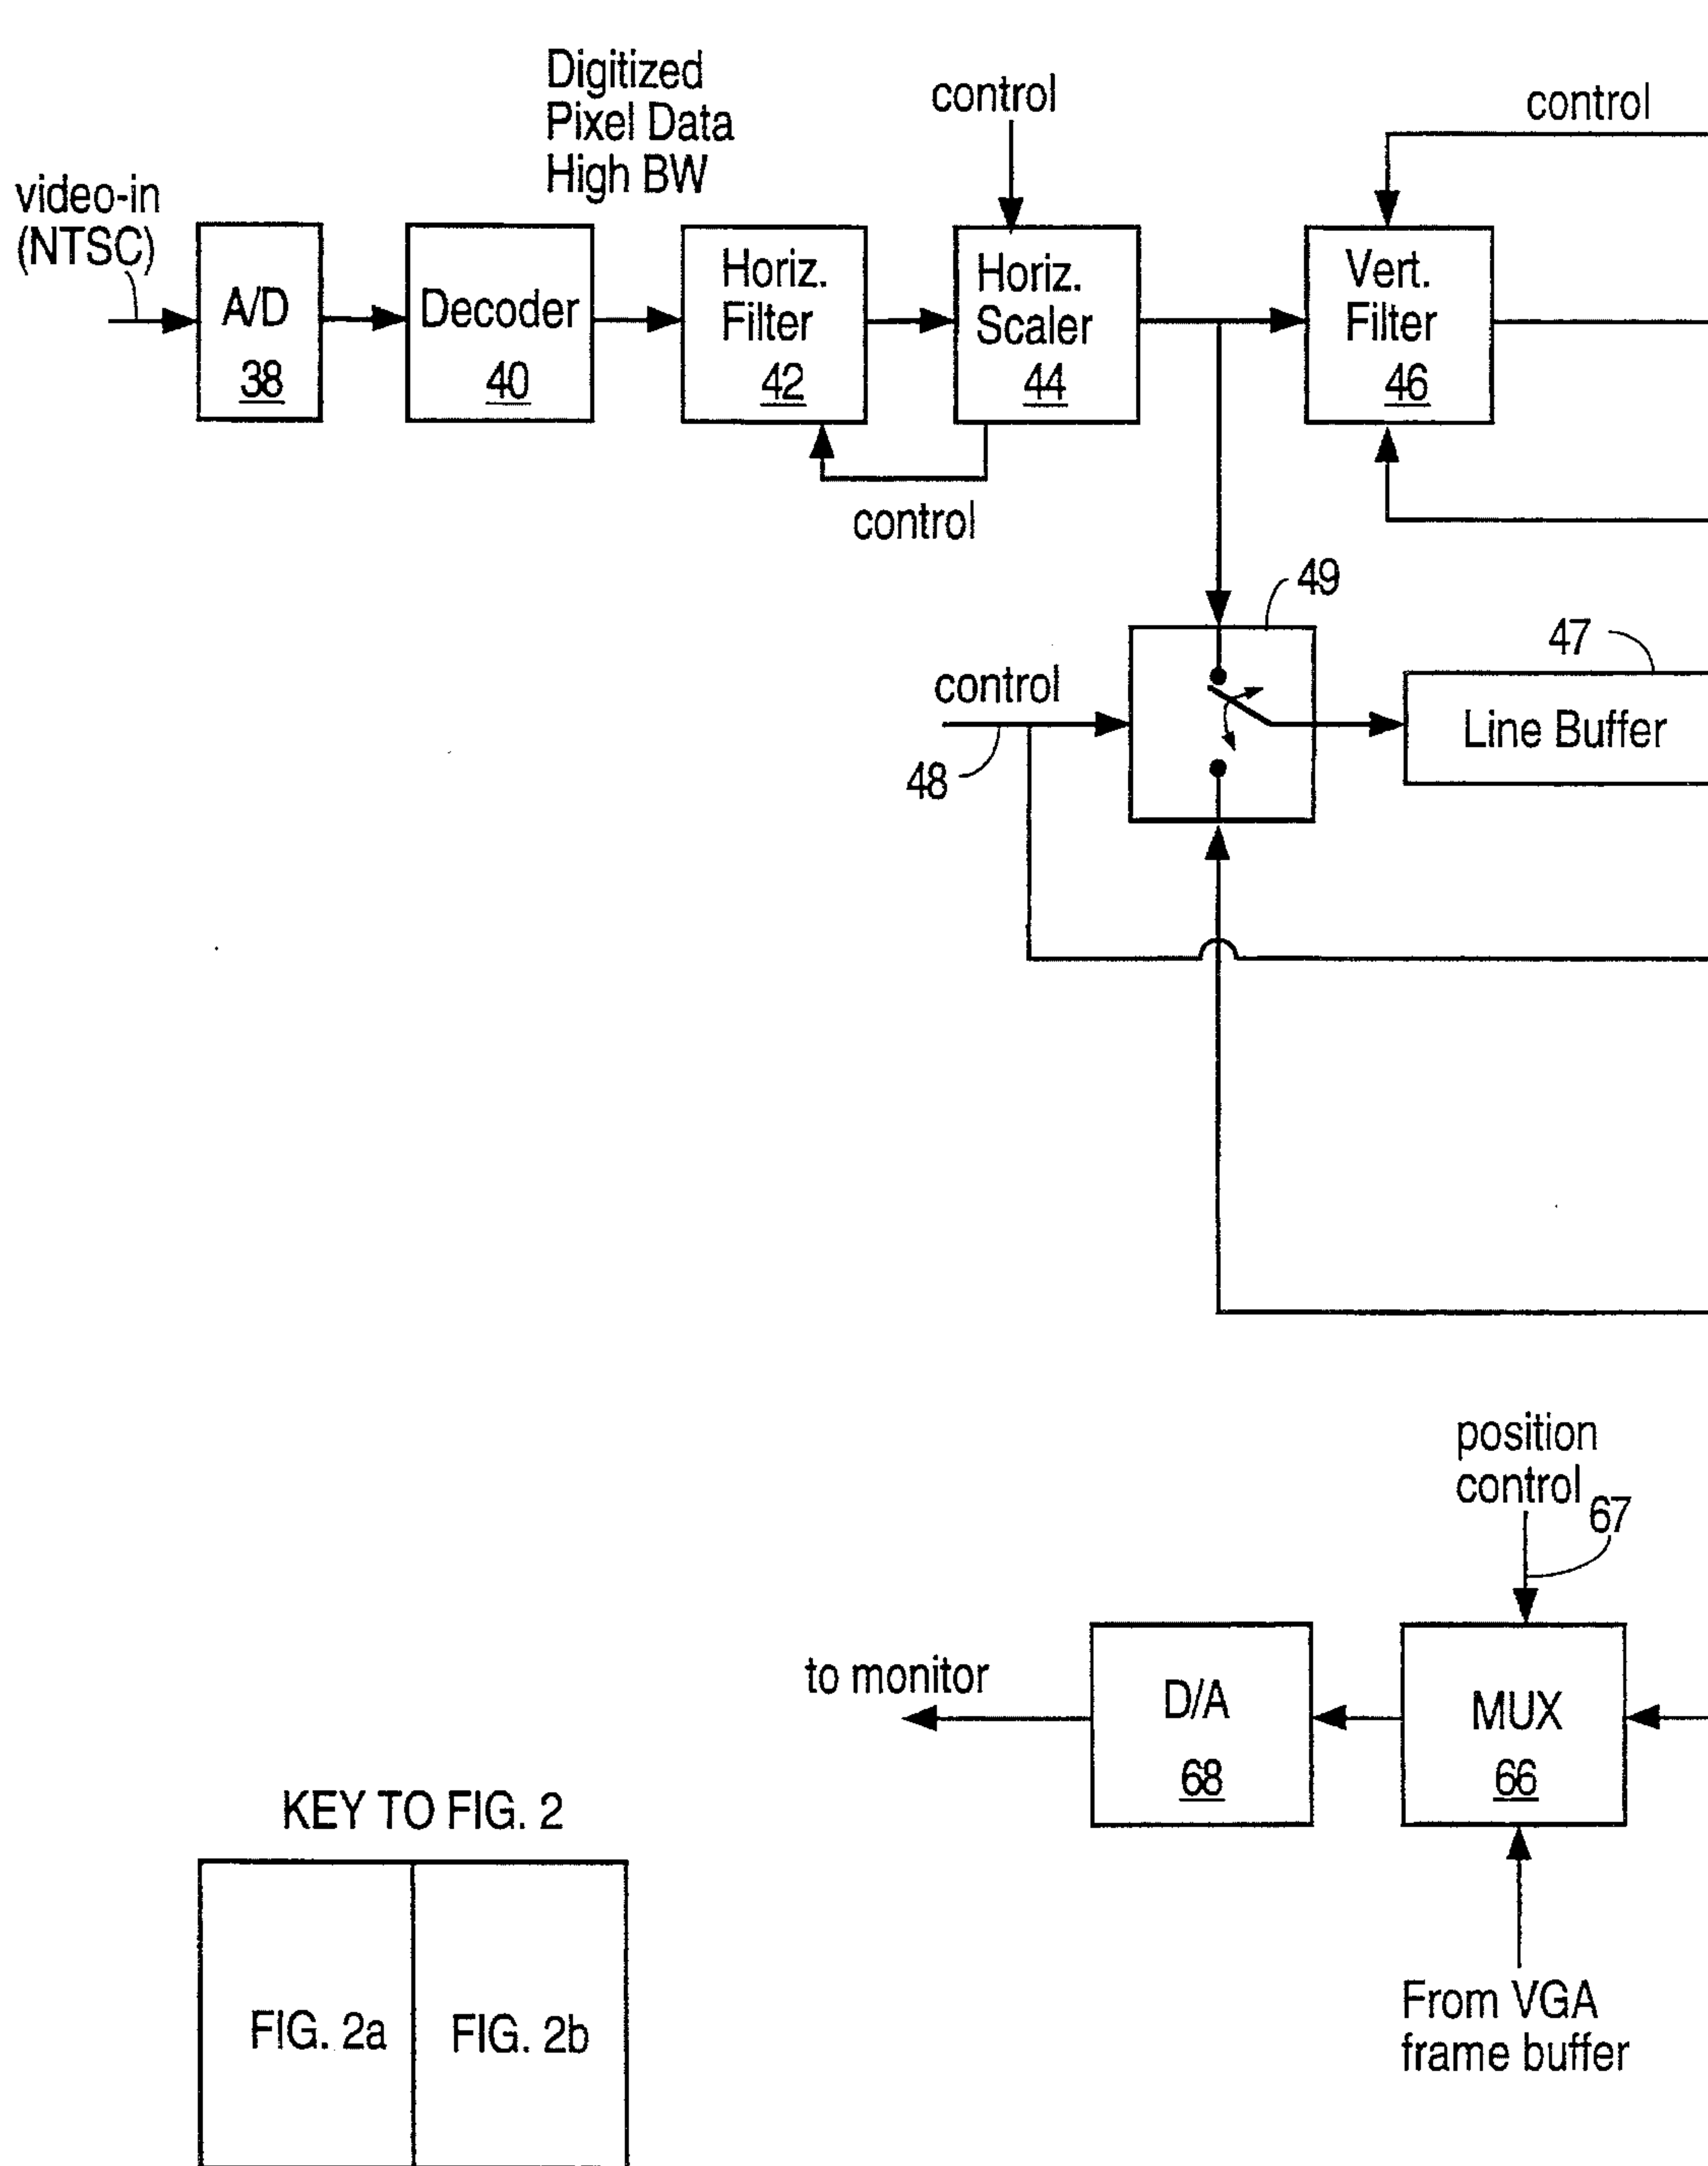 Digitized
Pixel Data
High BW
control
control
video-in
(NTSC)
A/D
38
Decoder
40
Horiz.
Filter
42
Horiz.
Scaler
44
Vert.
Filter
46
control
49
47
control
48
Line Buffer
position
control
67
to monitor
D/A
68
MUX
66
KEY TO FIG. 2
FIG. 2a
FIG. 2b
From VGA
frame buffer